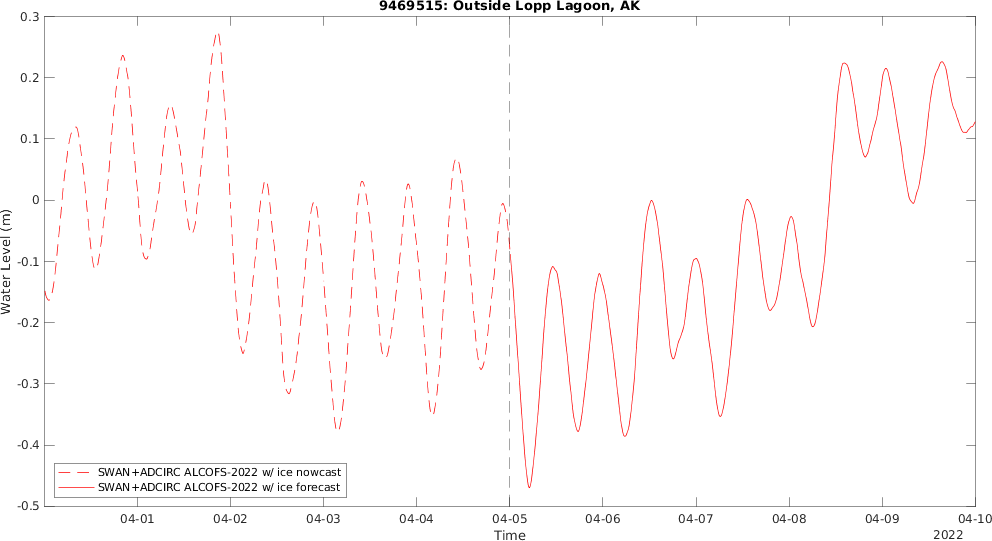 9469515: Outside Lopp Lagoon, AK
0.3
0.2
0.1
0
-0.1
-0.2
-0.3
-0.4
-0.5
Water Level (m)
SWAN+ADCIRC ALCOFS-2022 w/ ice nowcast
SWAN+ADCIRC ALCOFS-2022 w/ ice forecast
04-01 04-02 04-03 04-04 04-05 04-06 04-07 04-08 04-09 04-10
Time
2022